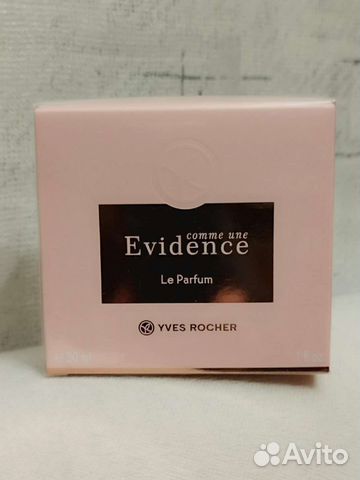 comme une
Evidence
Le Parfum
YVES ROCHER
Avito